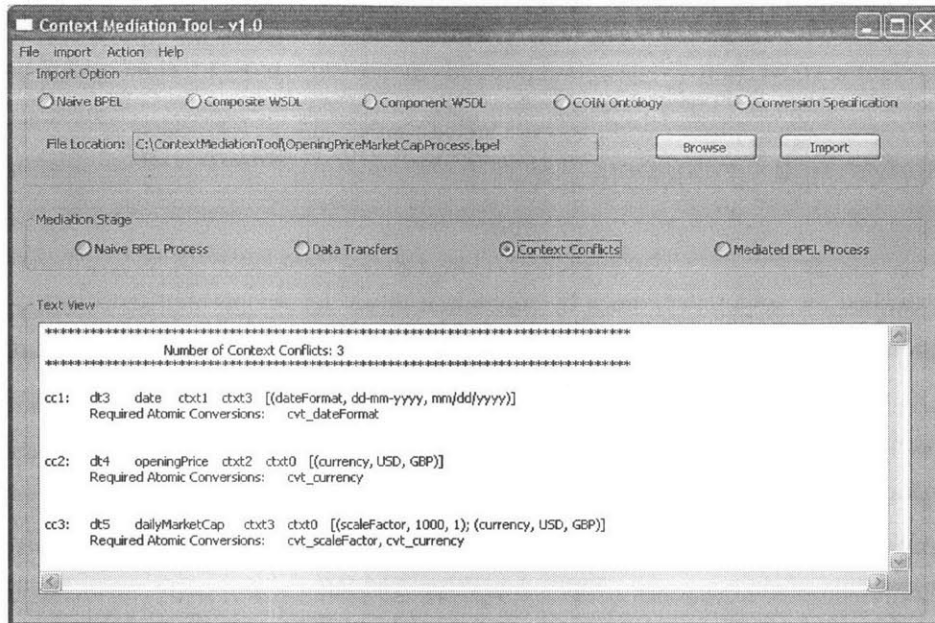 Context Mediation Tool - v1.0
File import Action Help
Import Option
Naive BPEL Composite WSDL Component WSDL COIN Ontology Conversion Specification
File Location: C:\ContextMediationTool\OpeningPriceMarketCapProcess.bpel Browse Import
Mediation Stage
Naive BPEL Process Data Transfers Context Conflicts Mediated BPEL Process
Text View
Number of Context Conflicts: 3
cc1: dt3 date ctxt1 ctxt3 [(dateFormat, dd-mm-yyyy, mm/dd/yyyy)]
Required Atomic Conversions: cvt_dateFormat
cc2: dt4 openingPrice ctxt2 ctxt0 [(currency, USD, GBP)]
Required Atomic Conversions: cvt_currency
cc3: dt5 dailyMarketCap ctxt3 ctxt0 [(scaleFactor, 1000, 1); (currency, USD, GBP)]
Required Atomic Conversions: cvt_scaleFactor, cvt_currency